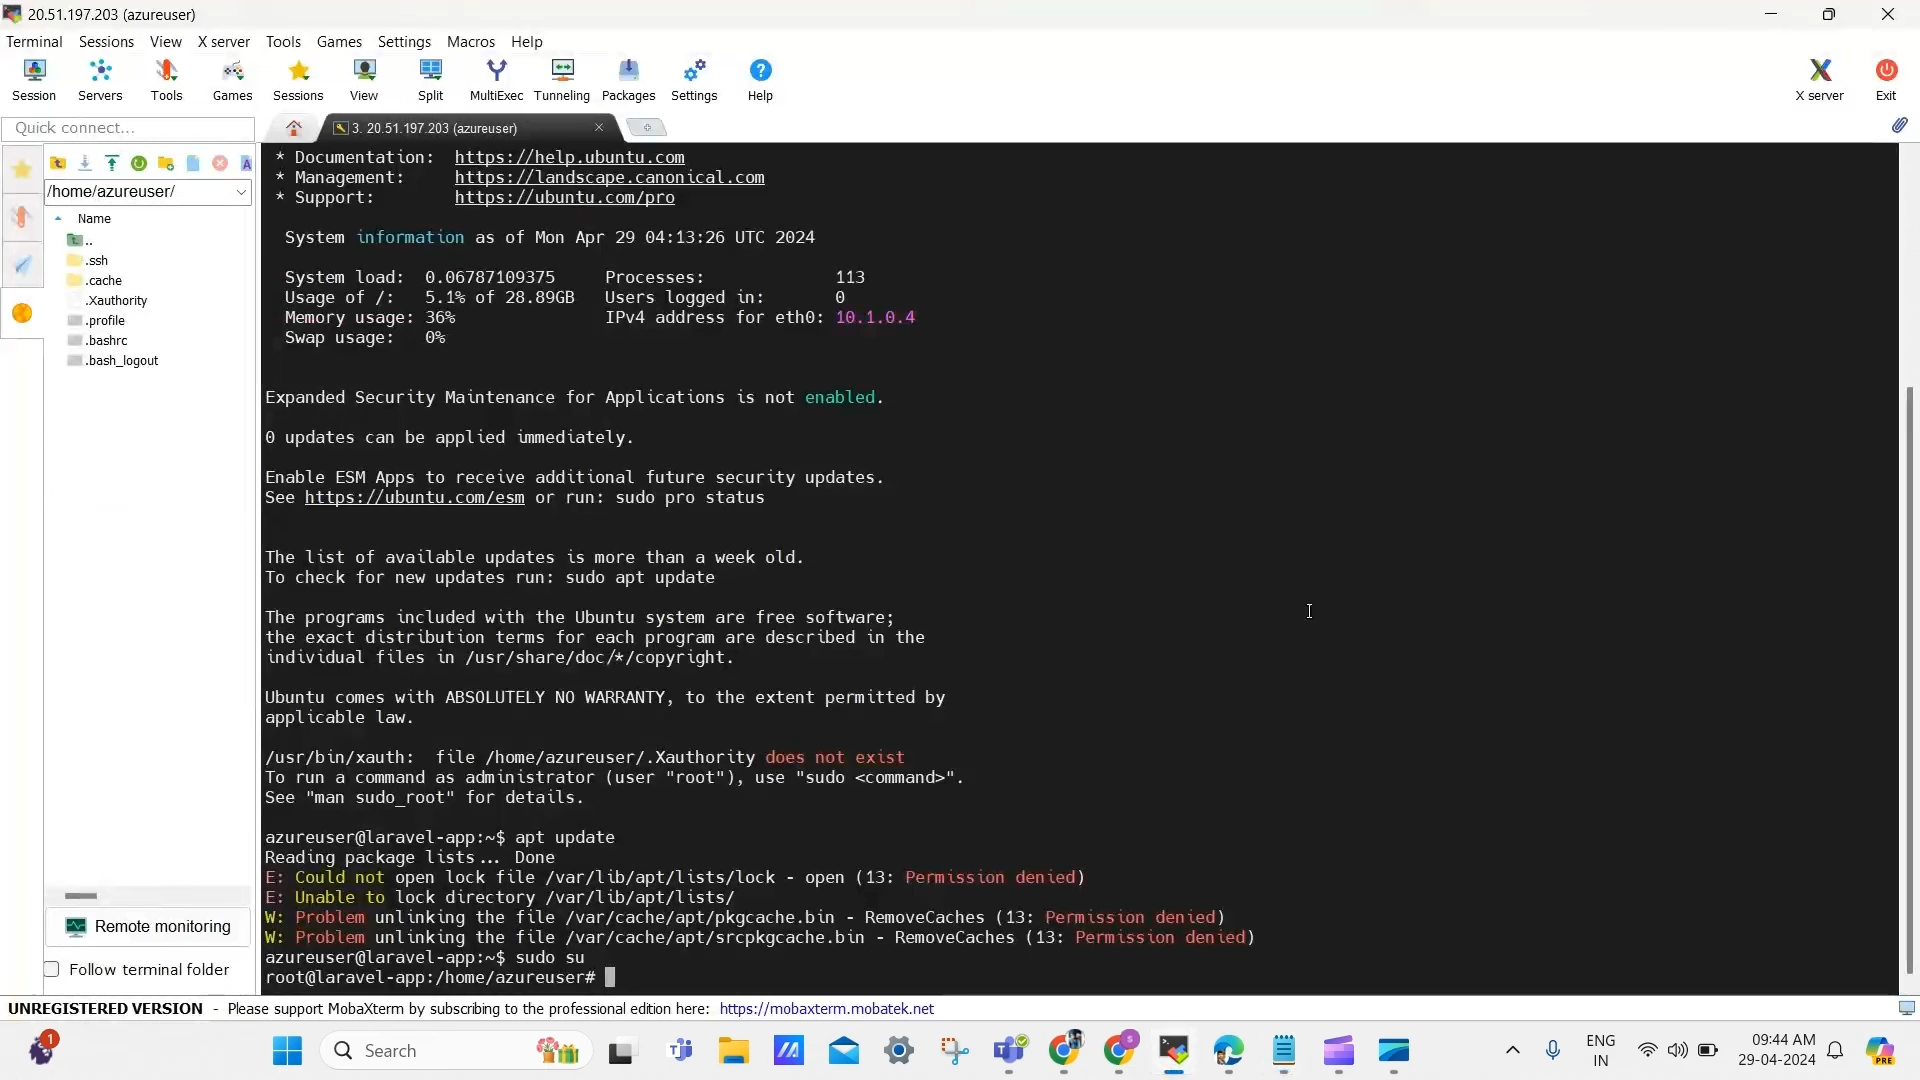 20.51.197.203 (azureuser)
Terminal Sessions View X server Tools Games Settings Macros Help
Session Servers Tools Games Sessions View Split MultiExec Tunneling Packages Settings Help X server Exit
Quick connect...
3. 20.51.197.203 (azureuser)
/home/azureuser/
Name
..
.ssh
.cache
.Xauthority
.profile
.bashrc
.bash_logout
Remote monitoring
Follow terminal folder
* Documentation: https://help.ubuntu.com
* Management: https://landscape.canonical.com
* Support: https://ubuntu.com/pro
System information as of Mon Apr 29 04:13:26 UTC 2024
System load: 0.06787109375 Processes: 113
Usage of /: 5.1% of 28.89GB Users logged in: 0
Memory usage: 36% IPv4 address for eth0: 10.1.0.4
Swap usage: 0%
Expanded Security Maintenance for Applications is not enabled.
0 updates can be applied immediately.
Enable ESM Apps to receive additional future security updates.
See https://ubuntu.com/esm or run: sudo pro status
The list of available updates is more than a week old.
To check for new updates run: sudo apt update
The programs included with the Ubuntu system are free software;
the exact distribution terms for each program are described in the
individual files in /usr/share/doc/*/copyright.
Ubuntu comes with ABSOLUTELY NO WARRANTY, to the extent permitted by
applicable law.
/usr/bin/xauth: file /home/azureuser/.Xauthority does not exist
To run a command as administrator (user "root"), use "sudo <command>".
See "man sudo_root" for details.
azureuser@laravel-app:~$ apt update
Reading package lists... Done
E: Could not open lock file /var/lib/apt/lists/lock - open (13: Permission denied)
E: Unable to lock directory /var/lib/apt/lists/
W: Problem unlinking the file /var/cache/apt/pkgcache.bin - RemoveCaches (13: Permission denied)
W: Problem unlinking the file /var/cache/apt/srcpkgcache.bin - RemoveCaches (13: Permission denied)
azureuser@laravel-app:~$ sudo su
root@laravel-app:/home/azureuser#
UNREGISTERED VERSION - Please support MobaXterm by subscribing to the professional edition here: https://mobaxterm.mobatek.net
1
Search
ENG
IN
09:44 AM
29-04-2024
PRE